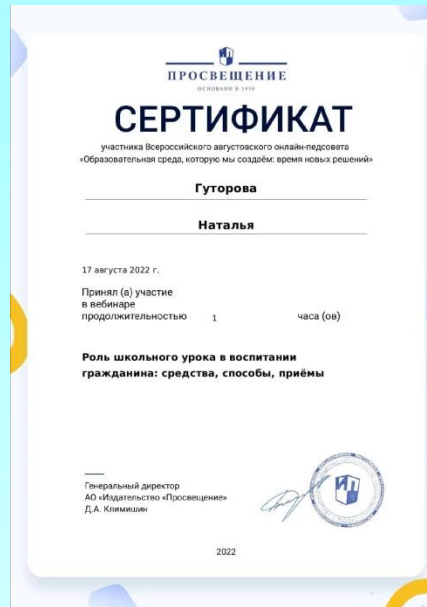 ПРОСВЕЩЕНИЕ
ОСНОВАНО В 1930
СЕРТИФИКАТ
участника Всероссийского августовского онлайн-педсовета
«Образовательная среда, которую мы создаём: время новых решений»
Гуторова
Наталья
17 августа 2022 г.
Принял (а) участие
в вебинаре
продолжительностью 1 часа (ов)
Роль школьного урока в воспитании
гражданина: средства, способы, приёмы
Генеральный директор
АО «Издательство «Просвещение»
Д.А. Климишин
ИП
2022